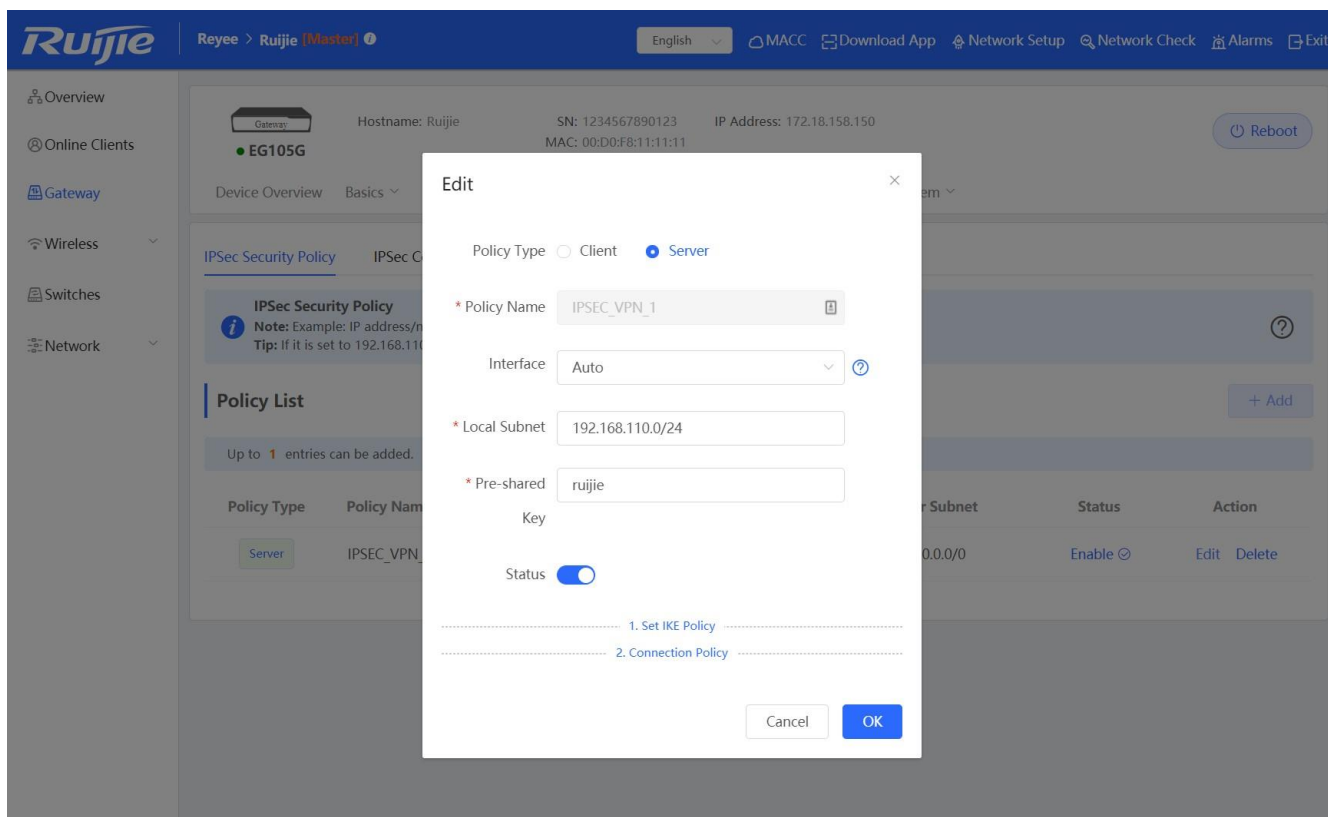 Ruijie
Reyee > Ruijie [Master]
English
MACC
Download App
Network Setup
Network Check
Alarms
Exit
Overview
Online Clients
Gateway
Wireless
Switches
Network
Gateway
EG105G
Hostname: Ruijie
SN: 1234567890123
IP Address: 172.18.158.150
MAC: 00:D0:F8:11:11:11
Reboot
Device Overview
Basics
em
IPSec Security Policy
IPSec C
IPSec Security Policy
Note: Example: IP address/n
Tip: If it is set to 192.168.110
Policy List
+ Add
Up to 1 entries can be added.
Policy Type
Policy Nam
r Subnet
Status
Action
Server
IPSEC_VPN_
0.0.0/0
Enable
Edit
Delete
Edit
Policy Type
Client
Server
* Policy Name
IPSEC_VPN_1
Interface
Auto
* Local Subnet
192.168.110.0/24
* Pre-shared
Key
ruijie
Status
1. Set IKE Policy
2. Connection Policy
Cancel
OK